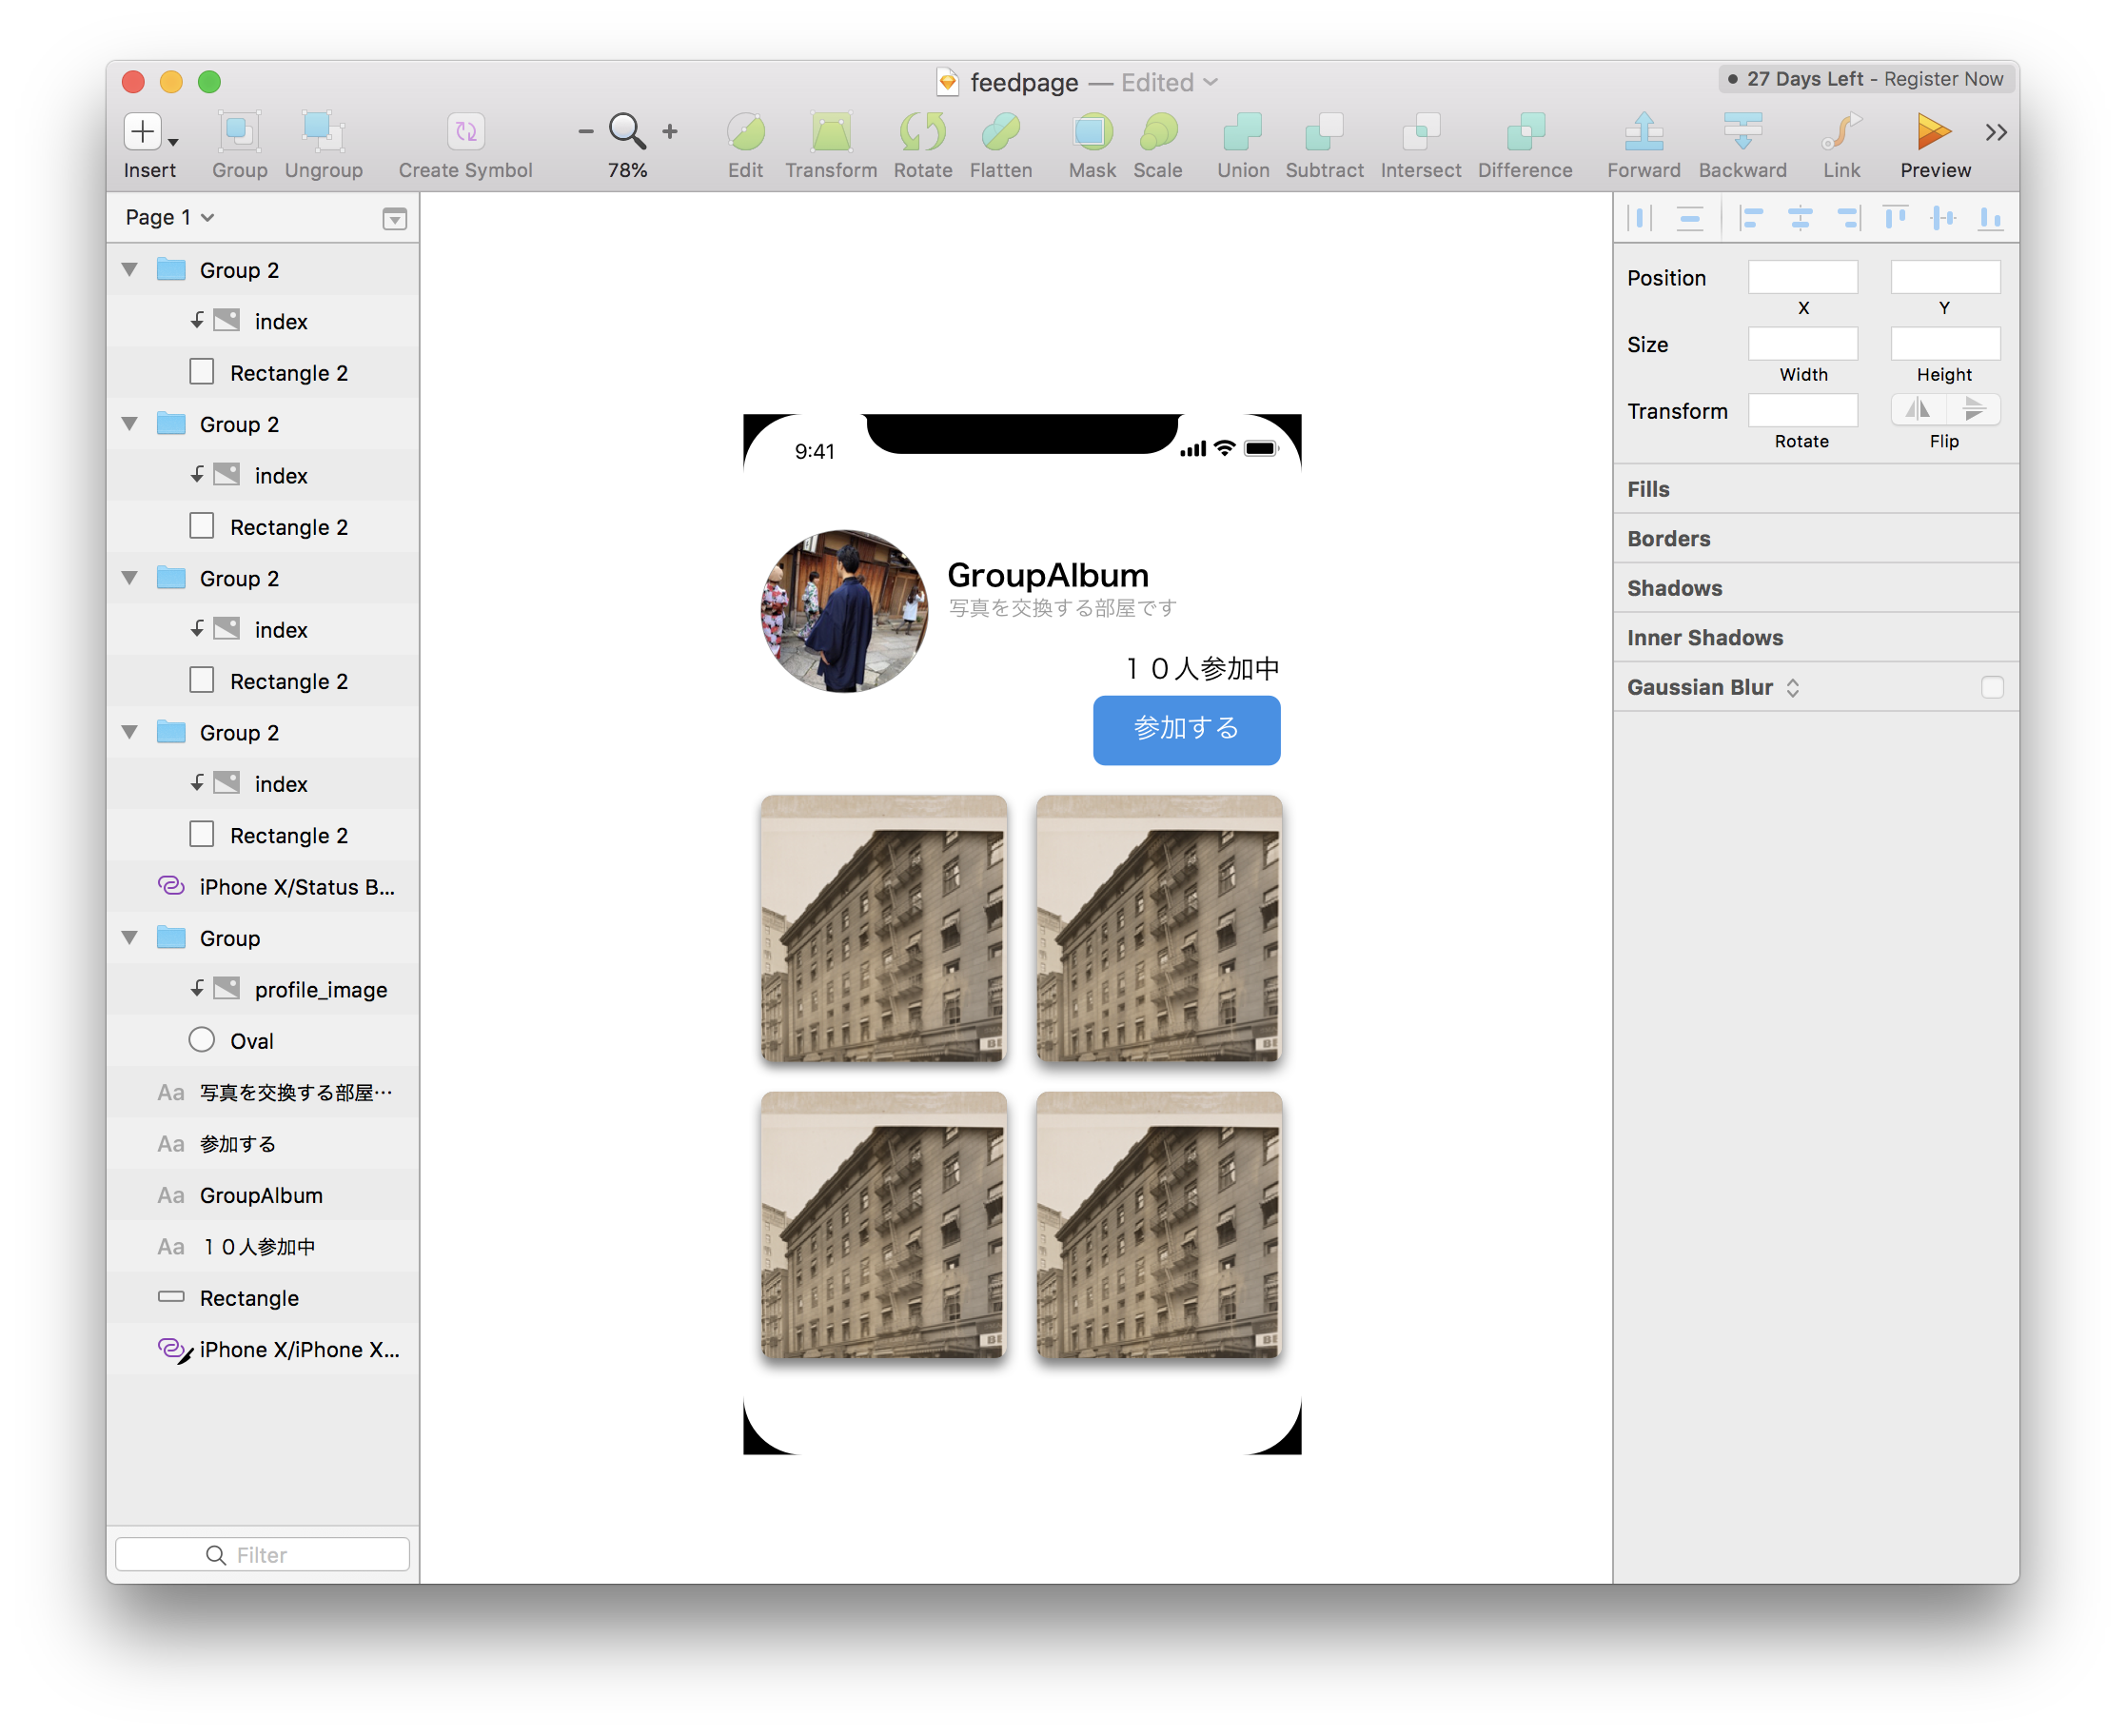 feedpage — Edited
27 Days Left - Register Now
Insert
Group
Ungroup
Create Symbol
78%
Edit
Transform
Rotate
Flatten
Mask
Scale
Union
Subtract
Intersect
Difference
Forward
Backward
Link
Preview
Page 1
Group 2
index
Rectangle 2
Group 2
index
Rectangle 2
Group 2
index
Rectangle 2
Group 2
index
Rectangle 2
iPhone X/Status B...
Group
profile_image
Oval
Aa 写真を交換する部屋…
Aa 参加する
Aa GroupAlbum
Aa １０人参加中
Rectangle
iPhone X/iPhone X...
Filter
9:41
GroupAlbum
写真を交換する部屋です
１０人参加中
参加する
BE
BE
BE
BE
Position
X
Y
Size
Width
Height
Transform
Rotate
Flip
Fills
Borders
Shadows
Inner Shadows
Gaussian Blur